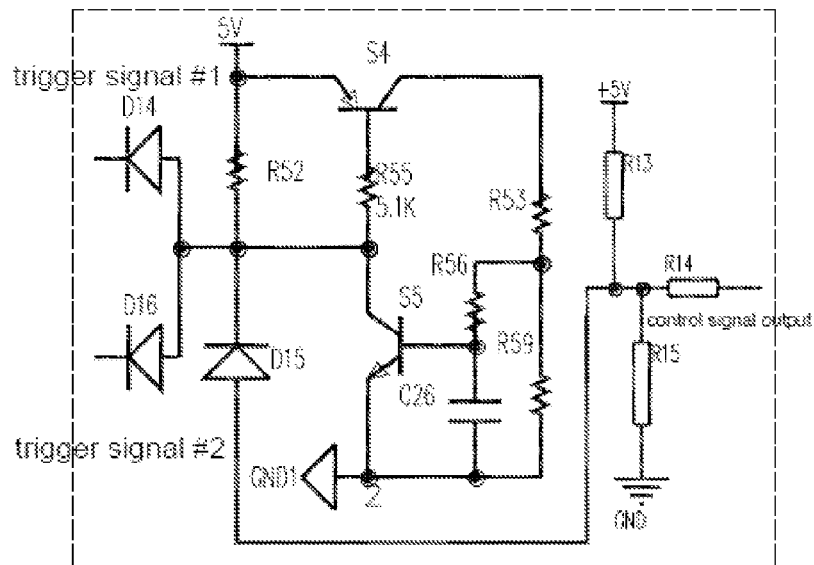 5V
S4
trigger signal #1
+5V
D14
R13
R52
R55
5.1K
R53
R56
R14
D16
S5
control signal output
D15
R59
R15
C26
trigger signal #2
GND1
2
GND